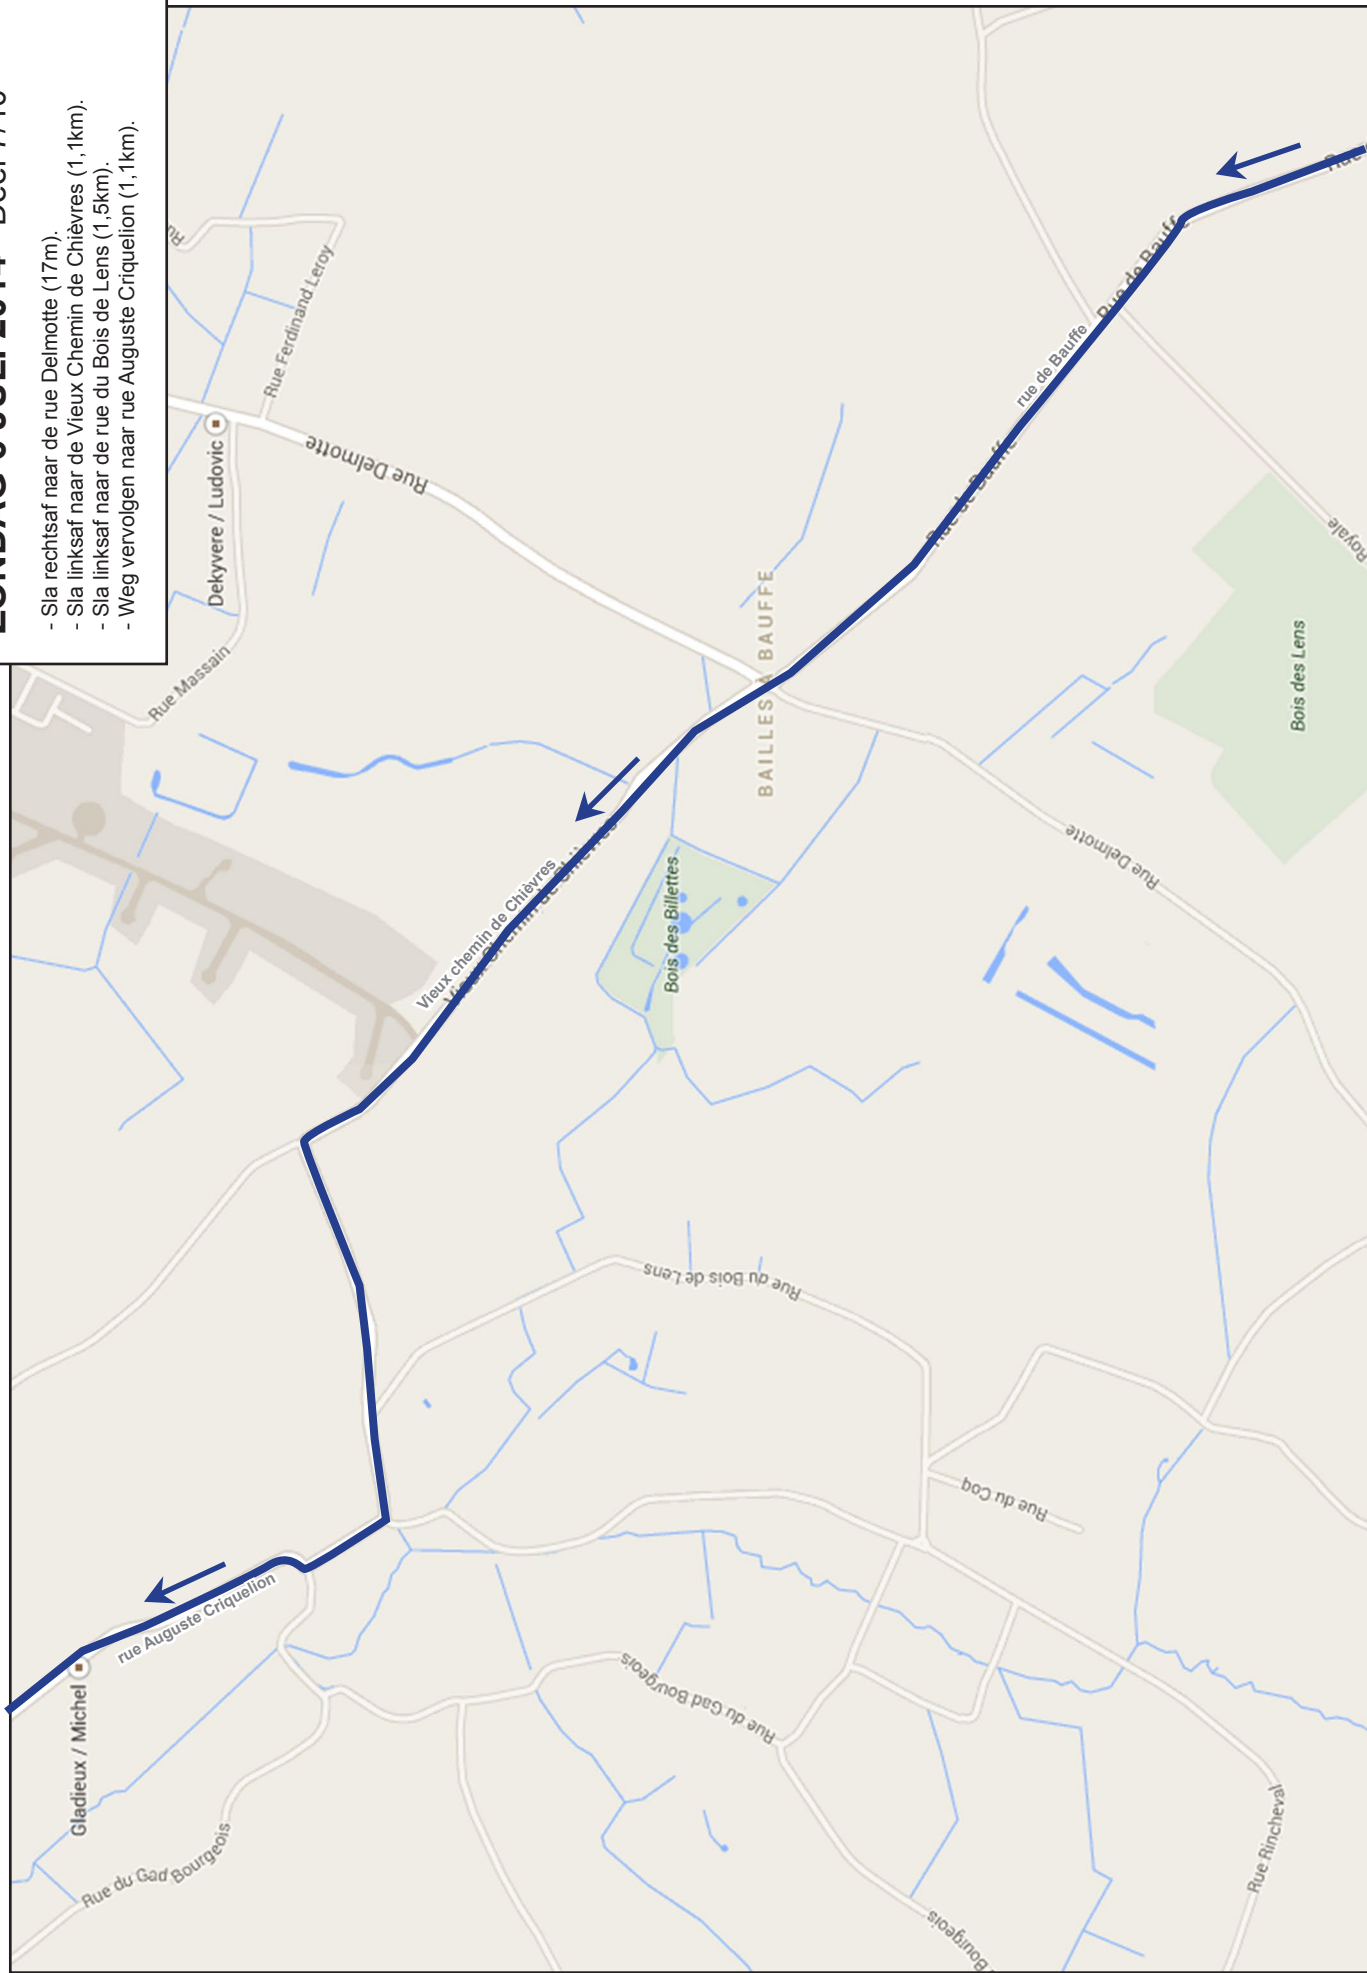 - Sla rechtsaf naar de rue Delmotte (17m).
- Sla linksaf naar de Vieux Chemin de Chièvres (1,1km).
- Sla linksaf naar de rue du Bois de Lens (1,5km).
- Weg vervolgen naar rue Auguste Criquelion (1,1km).
Rue Ferdinand Leroy
Dekyvere / Ludovic
Rue Delmotte
Rue Massain
Rue de Bauffe
rue de Bauffe
Rue de Bauffe
Royale
BAILLES À BAUFFE
Bois des Lens
Rue Delmotte
Vieux chemin de Chièvres
Vieux Chemin de Chièvres
Bois des Billettes
Rue du Bois de Lens
Rue du Coq
rue Auguste Criquelion
Gladieux / Michel
Rue du Gad Bourgeois
Rue du Gad Bourgeois
Bourgeois
Rue Rincheval